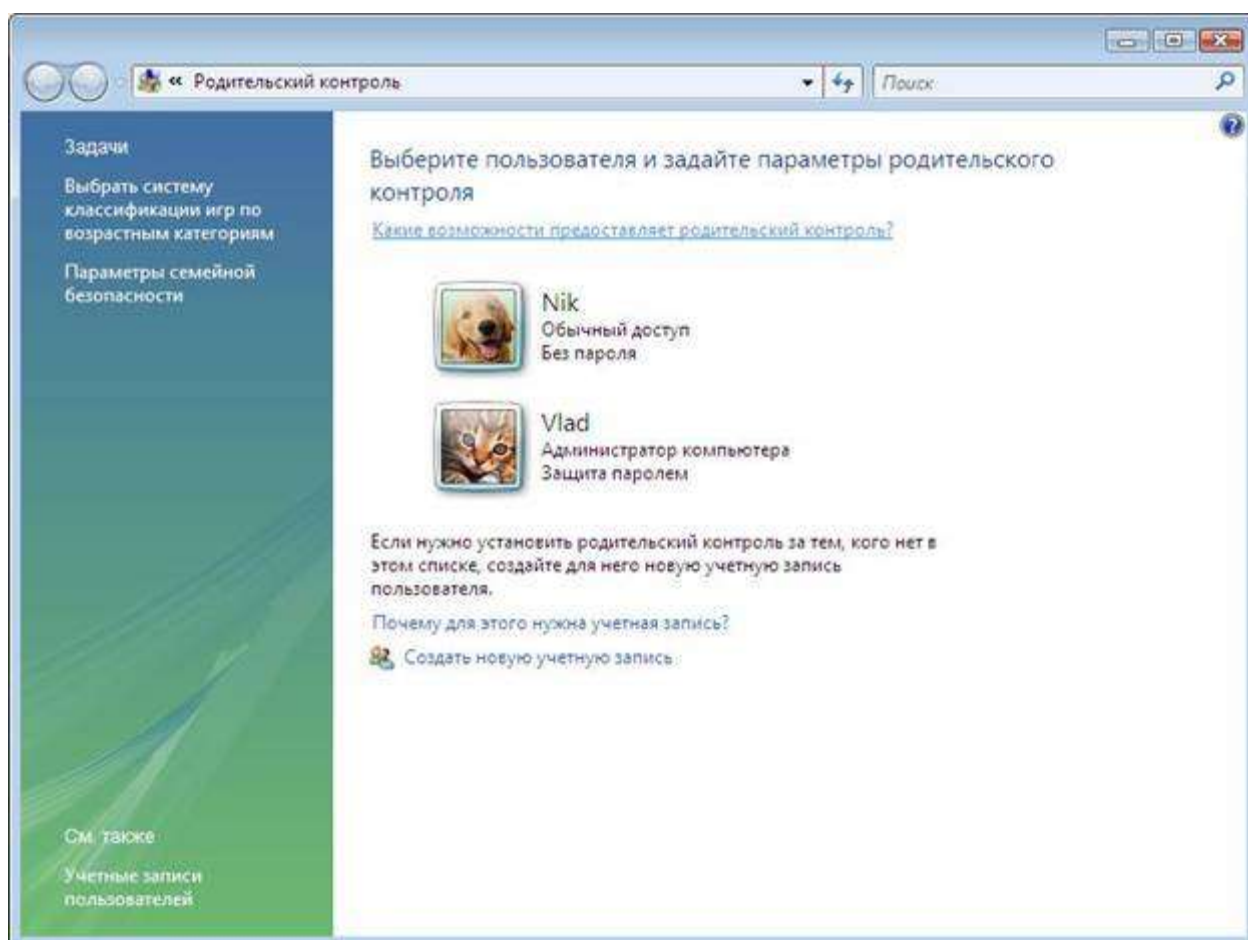 « Родительский контроль
Поиск
Задачи
Выбрать систему
классификации игр по
возрастным категориям
Параметры семейной
безопасности
Выберите пользователя и задайте параметры родительского
контроля
Какие возможности предоставляет родительский контроль?
Nik
Обычный доступ
Без пароля
Vlad
Администратор компьютера
Защита паролем
Если нужно установить родительский контроль за тем, кого нет в
этом списке, создайте для него новую учетную запись
пользователя.
Почему для этого нужна учетная запись?
Создать новую учетную запись
См. также
Учетные записи
пользователей